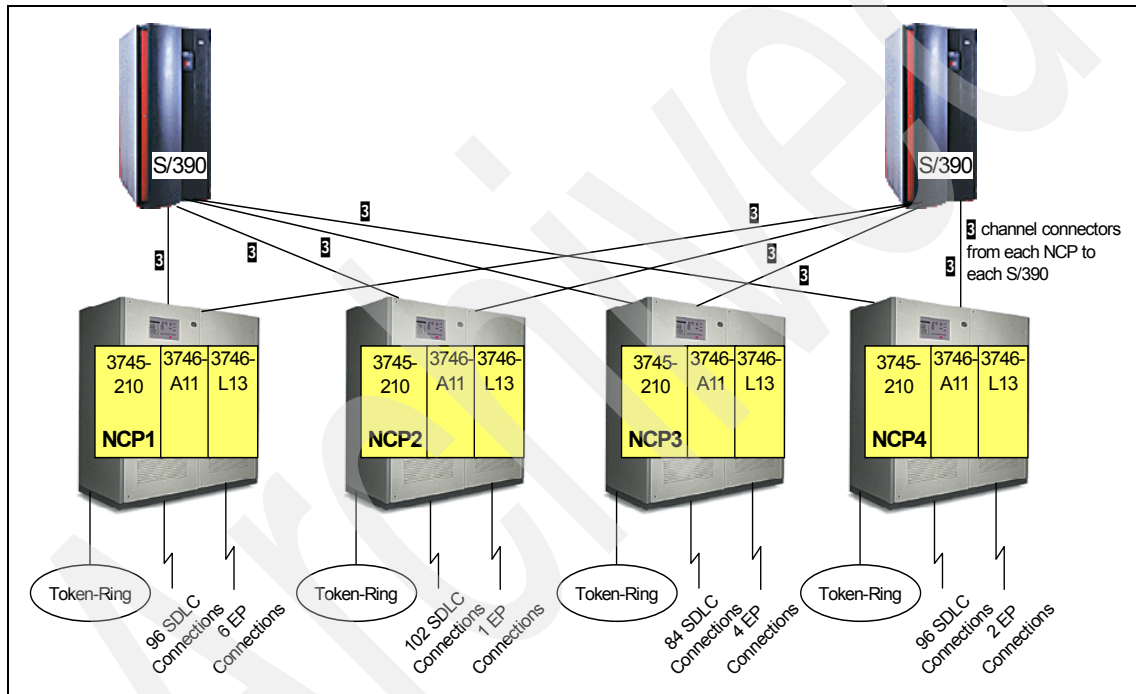 S/390
S/390
3
3
3
3
3
3
3
3
3 channel connectors
from each NCP to
each S/390
3745-
210
NCP1
3746-
A11
3746-
L13
3745-
210
NCP2
3746-
A11
3746-
L13
3745-
210
NCP3
3746-
A11
3746-
L13
3745-
210
NCP4
3746-
A11
3746-
L13
Token-Ring
96 SDLC
Connections
6 EP
Connections
Token-Ring
102 SDLC
Connections
1 EP
Connections
Token-Ring
84 SDLC
Connections
4 EP
Connections
Token-Ring
96 SDLC
Connections
2 EP
Connections
Archived